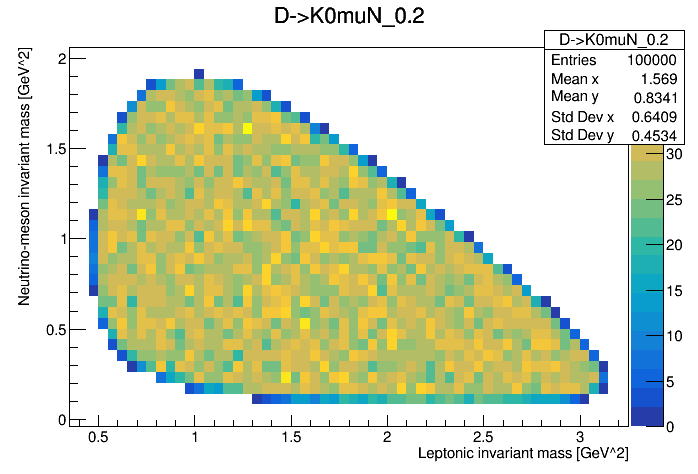 D->K0muN_0.2
D->K0muN_0.2
Entries 100000
Mean x 1.569
Mean y 0.8341
Std Dev x 0.6409
Std Dev y 0.4534
Neutrino-meson invariant mass [GeV^2]
2
1.5
1
0.5
0
0.5 1 1.5 2 2.5 3
Leptonic invariant mass [GeV^2]
30
25
20
15
10
5
0